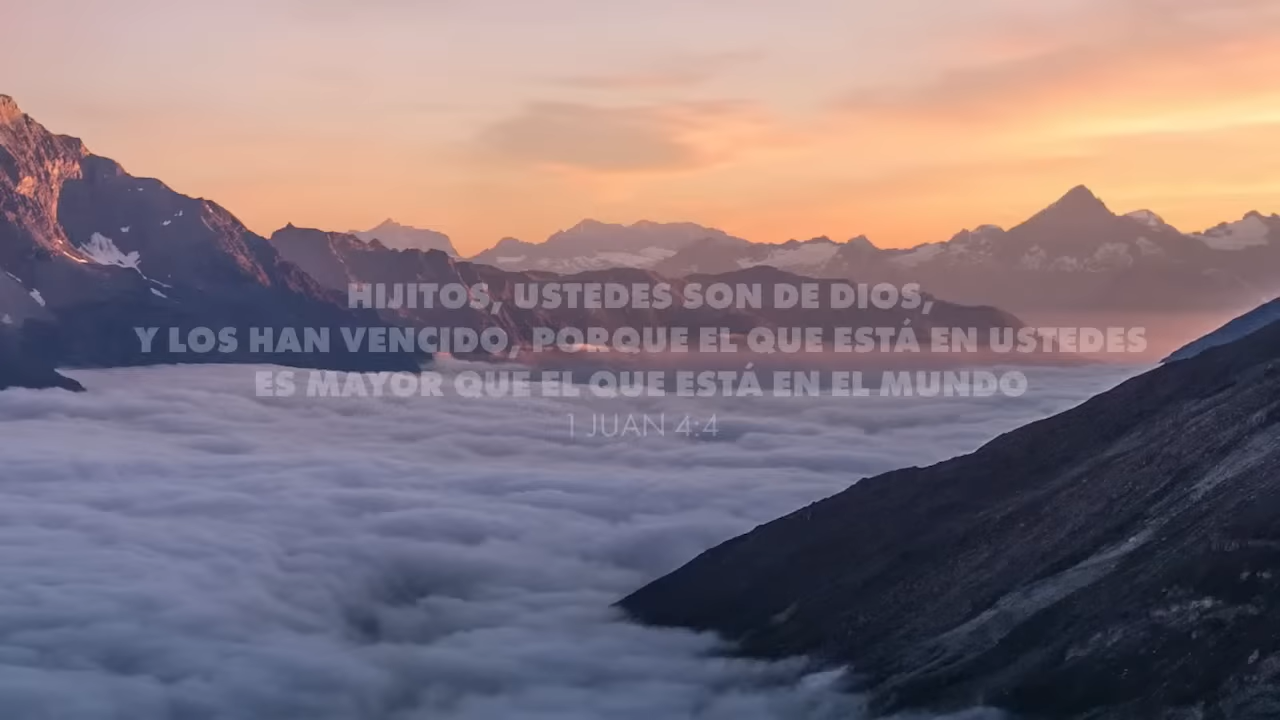 HIJITOS, USTEDES SON DE DIOS,
Y LOS HAN VENCIDO, PORQUE EL QUE ESTÁ EN USTEDES
ES MAYOR QUE EL QUE ESTÁ EN EL MUNDO
1 JUAN 4:4